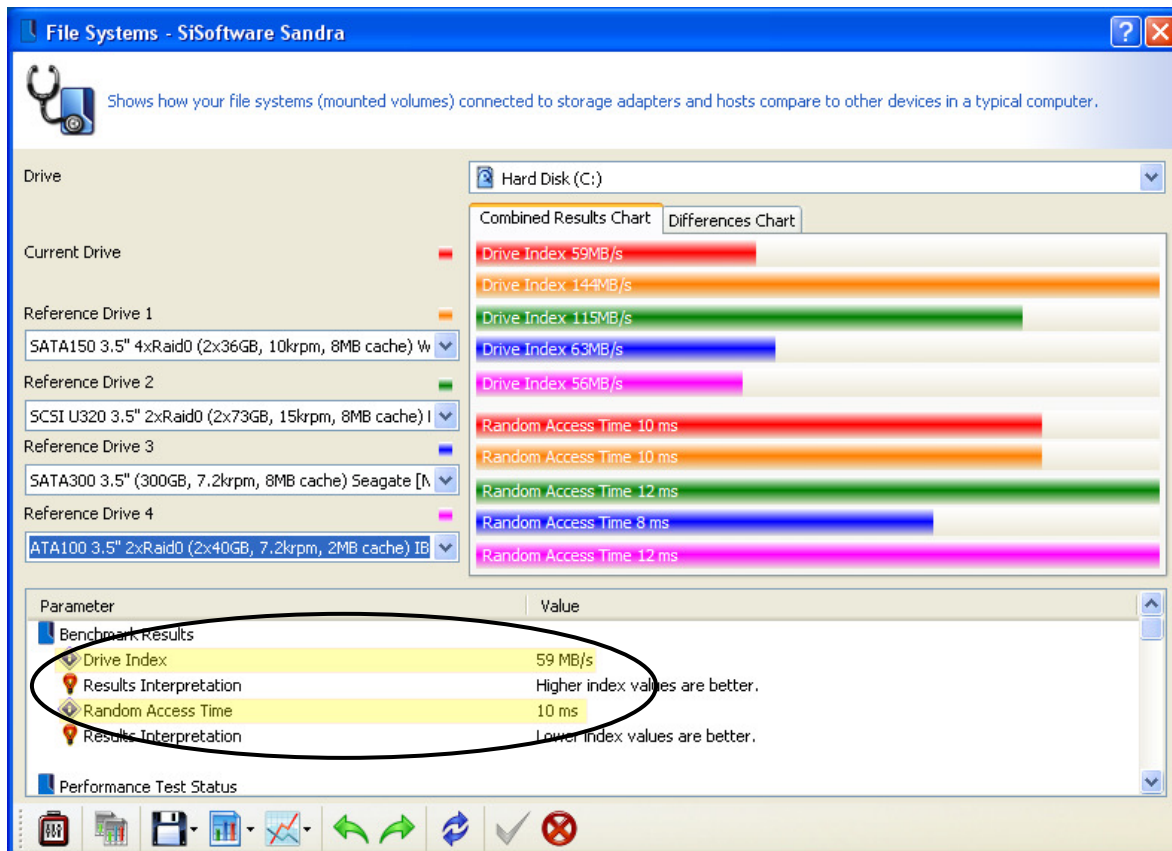 File Systems - SiSoftware Sandra
Shows how your file systems (mounted volumes) connected to storage adapters and hosts compare to other devices in a typical computer.
Drive
Hard Disk (C:)
Combined Results Chart
Differences Chart
Current Drive
Drive Index 59MB/s
Drive Index 144MB/s
Reference Drive 1
Drive Index 115MB/s
SATA150 3.5" 4xRaid0 (2x36GB, 10krpm, 8MB cache) W
Drive Index 63MB/s
Reference Drive 2
Drive Index 56MB/s
SCSI U320 3.5" 2xRaid0 (2x73GB, 15krpm, 8MB cache)
Random Access Time 10 ms
Reference Drive 3
Random Access Time 10 ms
SATA300 3.5" (300GB, 7.2krpm, 8MB cache) Seagate
Random Access Time 12 ms
Reference Drive 4
Random Access Time 8 ms
ATA100 3.5" 2xRaid0 (2x40GB, 7.2krpm, 2MB cache) IB
Random Access Time 12 ms
Parameter
Value
Benchmark Results
Drive Index
59 MB/s
Results Interpretation
Higher index values are better.
Random Access Time
10 ms
Results Interpretation
Lower index values are better.
Performance Test Status